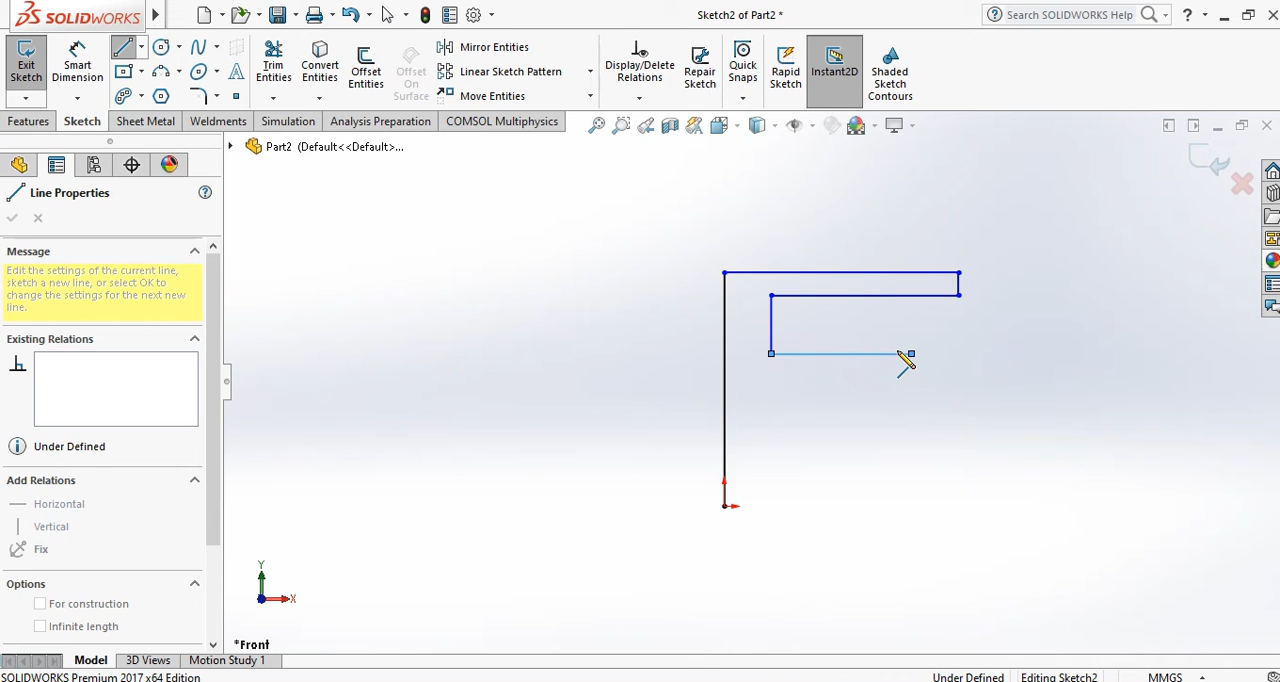 SOLIDWORKS
Sketch2 of Part2 *
Search SOLIDWORKS Help
?
Exit Sketch
Smart Dimension
Trim Entities
Convert Entities
Offset Entities
Offset On Surface
Mirror Entities
Linear Sketch Pattern
Move Entities
Display/Delete Relations
Repair Sketch
Quick Snaps
Rapid Sketch
Instant2D
Shaded Sketch Contours
Features
Sketch
Sheet Metal
Weldments
Simulation
Analysis Preparation
COMSOL Multiphysics
Part2 (Default<<Default>...
Line Properties
Message
Edit the settings of the current line,
sketch a new line, or select OK to
change the settings for the next new
line.
Existing Relations
Under Defined
Add Relations
Horizontal
Vertical
Fix
Options
For construction
Infinite length
Y
X
*Front
Model
3D Views
Motion Study 1
SOLIDWORKS Premium 2017 x64 Edition
Under Defined
Editing Sketch2
MMGS